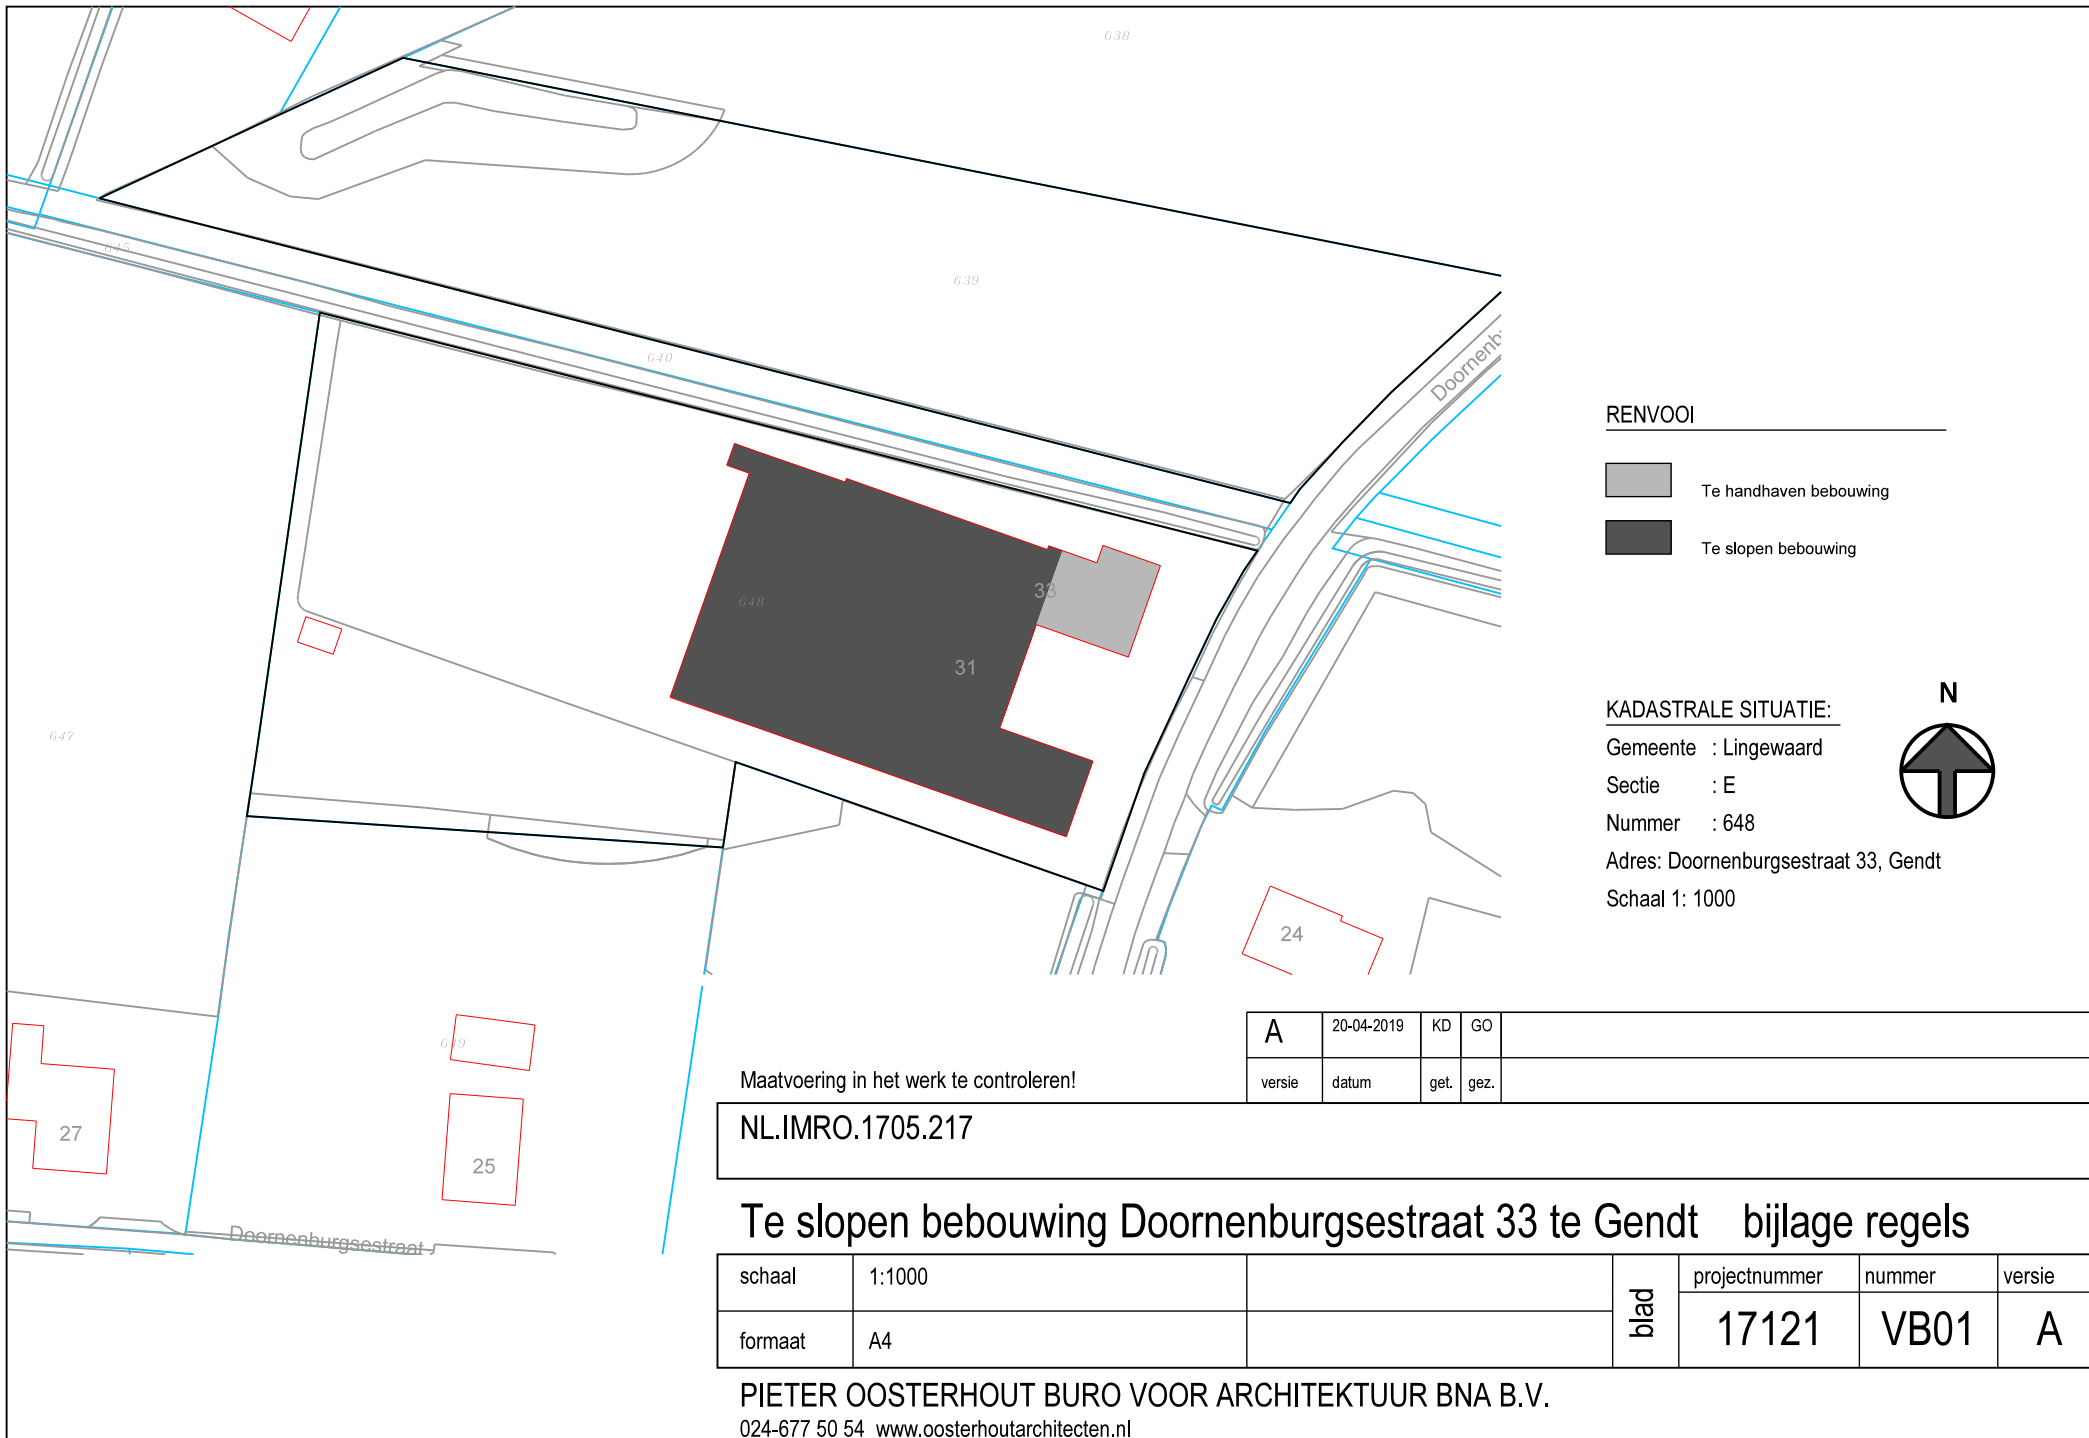 638
645
639
640
Doornenb
RENVOOI
Te handhaven bebouwing
Te slopen bebouwing
33
648
31
647
N
KADASTRALE SITUATIE:
Gemeente : Lingewaard
Sectie : E
Nummer : 648
Adres: Doornenburgsestraat 33, Gendt
Schaal 1: 1000
24
649
27
25
Doornenburgsestraat
A 20-04-2019 KD GO
versie datum get. gez.
Maatvoering in het werk te controleren!
NL.IMRO.1705.217
Te slopen bebouwing Doornenburgsestraat 33 te Gendt bijlage regels
schaal 1:1000
formaat A4
blad
projectnummer nummer versie
17121 VB01 A
PIETER OOSTERHOUT BURO VOOR ARCHITEKTUUR BNA B.V.
024-677 50 54 www.oosterhoutarchitecten.nl